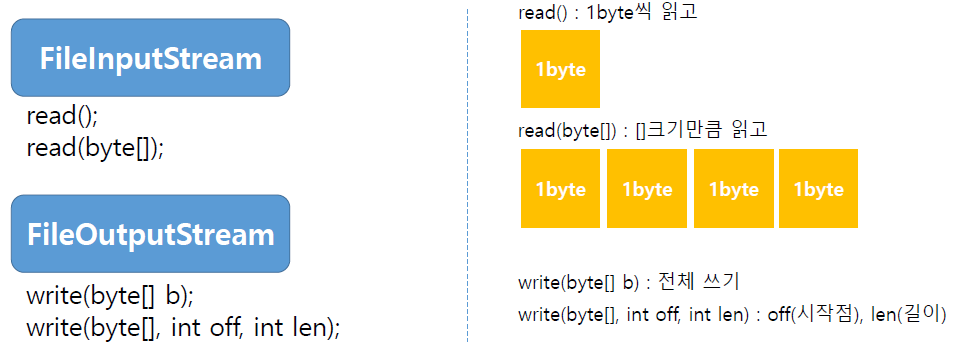 FileInputStream
read();
read(byte[]);
FileOutputStream
write(byte[] b);
write(byte[], int off, int len);
read() : 1byte씩 읽고
1byte
read(byte[]) : []크기만큼 읽고
1byte 1byte 1byte 1byte
write(byte[] b) : 전체 쓰기
write(byte[], int off, int len) : off(시작점), len(길이)